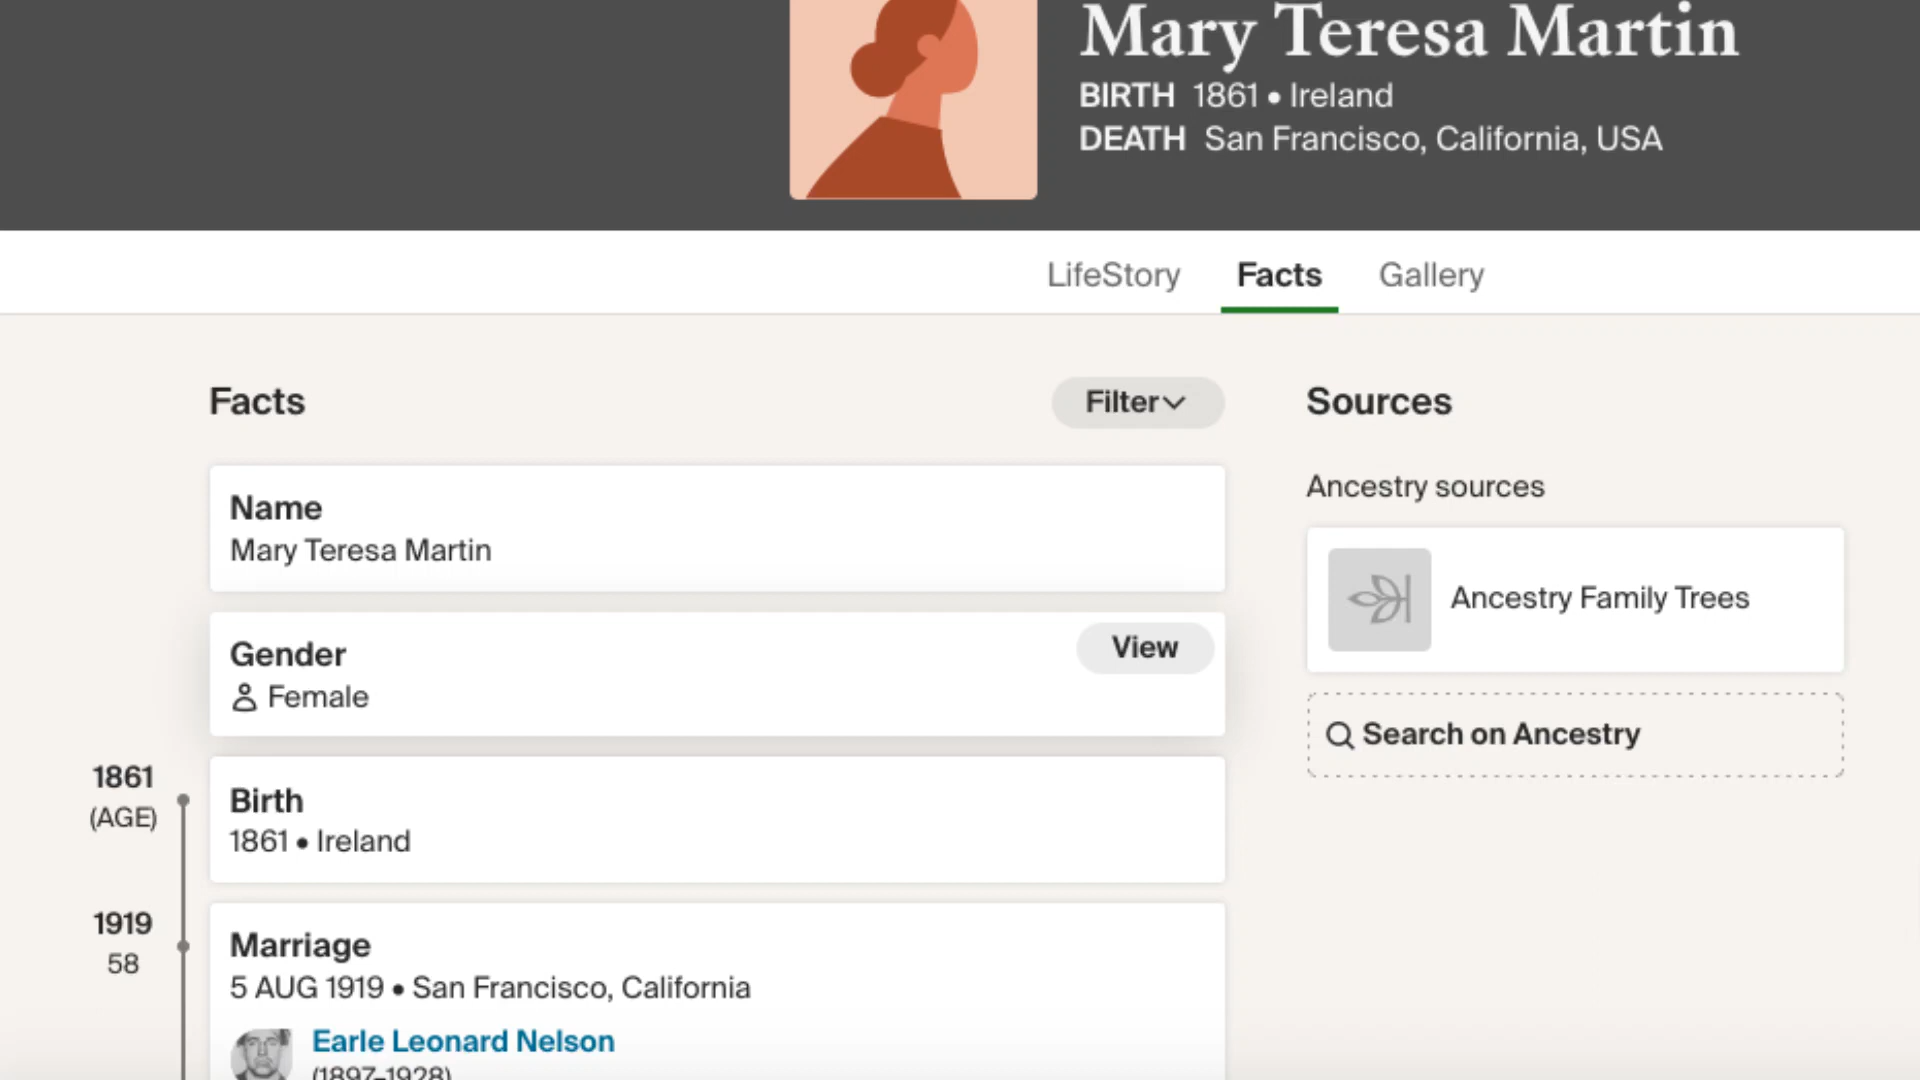 Mary Teresa Martin
BIRTH 1861 • Ireland
DEATH San Francisco, California, USA
LifeStory Facts Gallery
Facts
Filter
Sources
Ancestry sources
Name
Mary Teresa Martin
Ancestry Family Trees
Gender
View
Female
Search on Ancestry
1861
(AGE)
Birth
1861 • Ireland
1919
58
Marriage
5 AUG 1919 • San Francisco, California
Earle Leonard Nelson
(1897–1928)